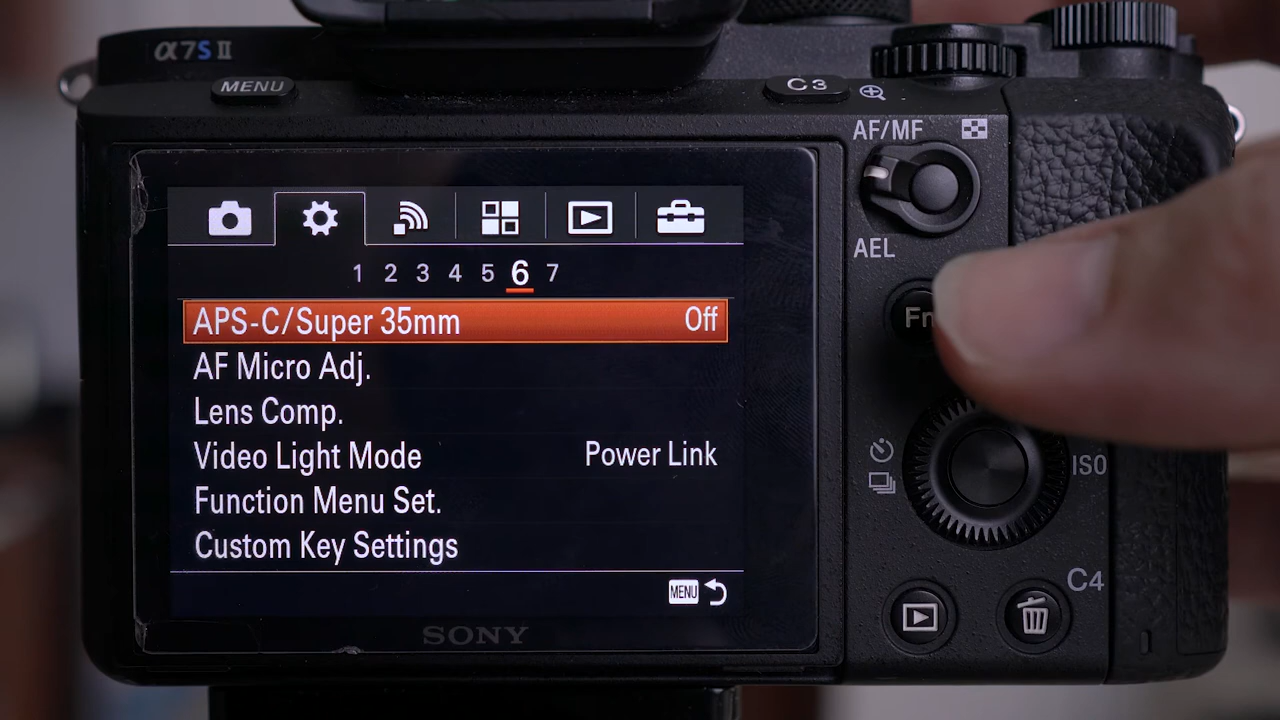 α7SII
MENU
C3
AF/MF
AEL
1 2 3 4 5 6 7
APS-C/Super 35mm Off
AF Micro Adj.
Lens Comp.
Video Light Mode Power Link
Function Menu Set.
Custom Key Settings
MENU
Fn
ISO
C4
SONY